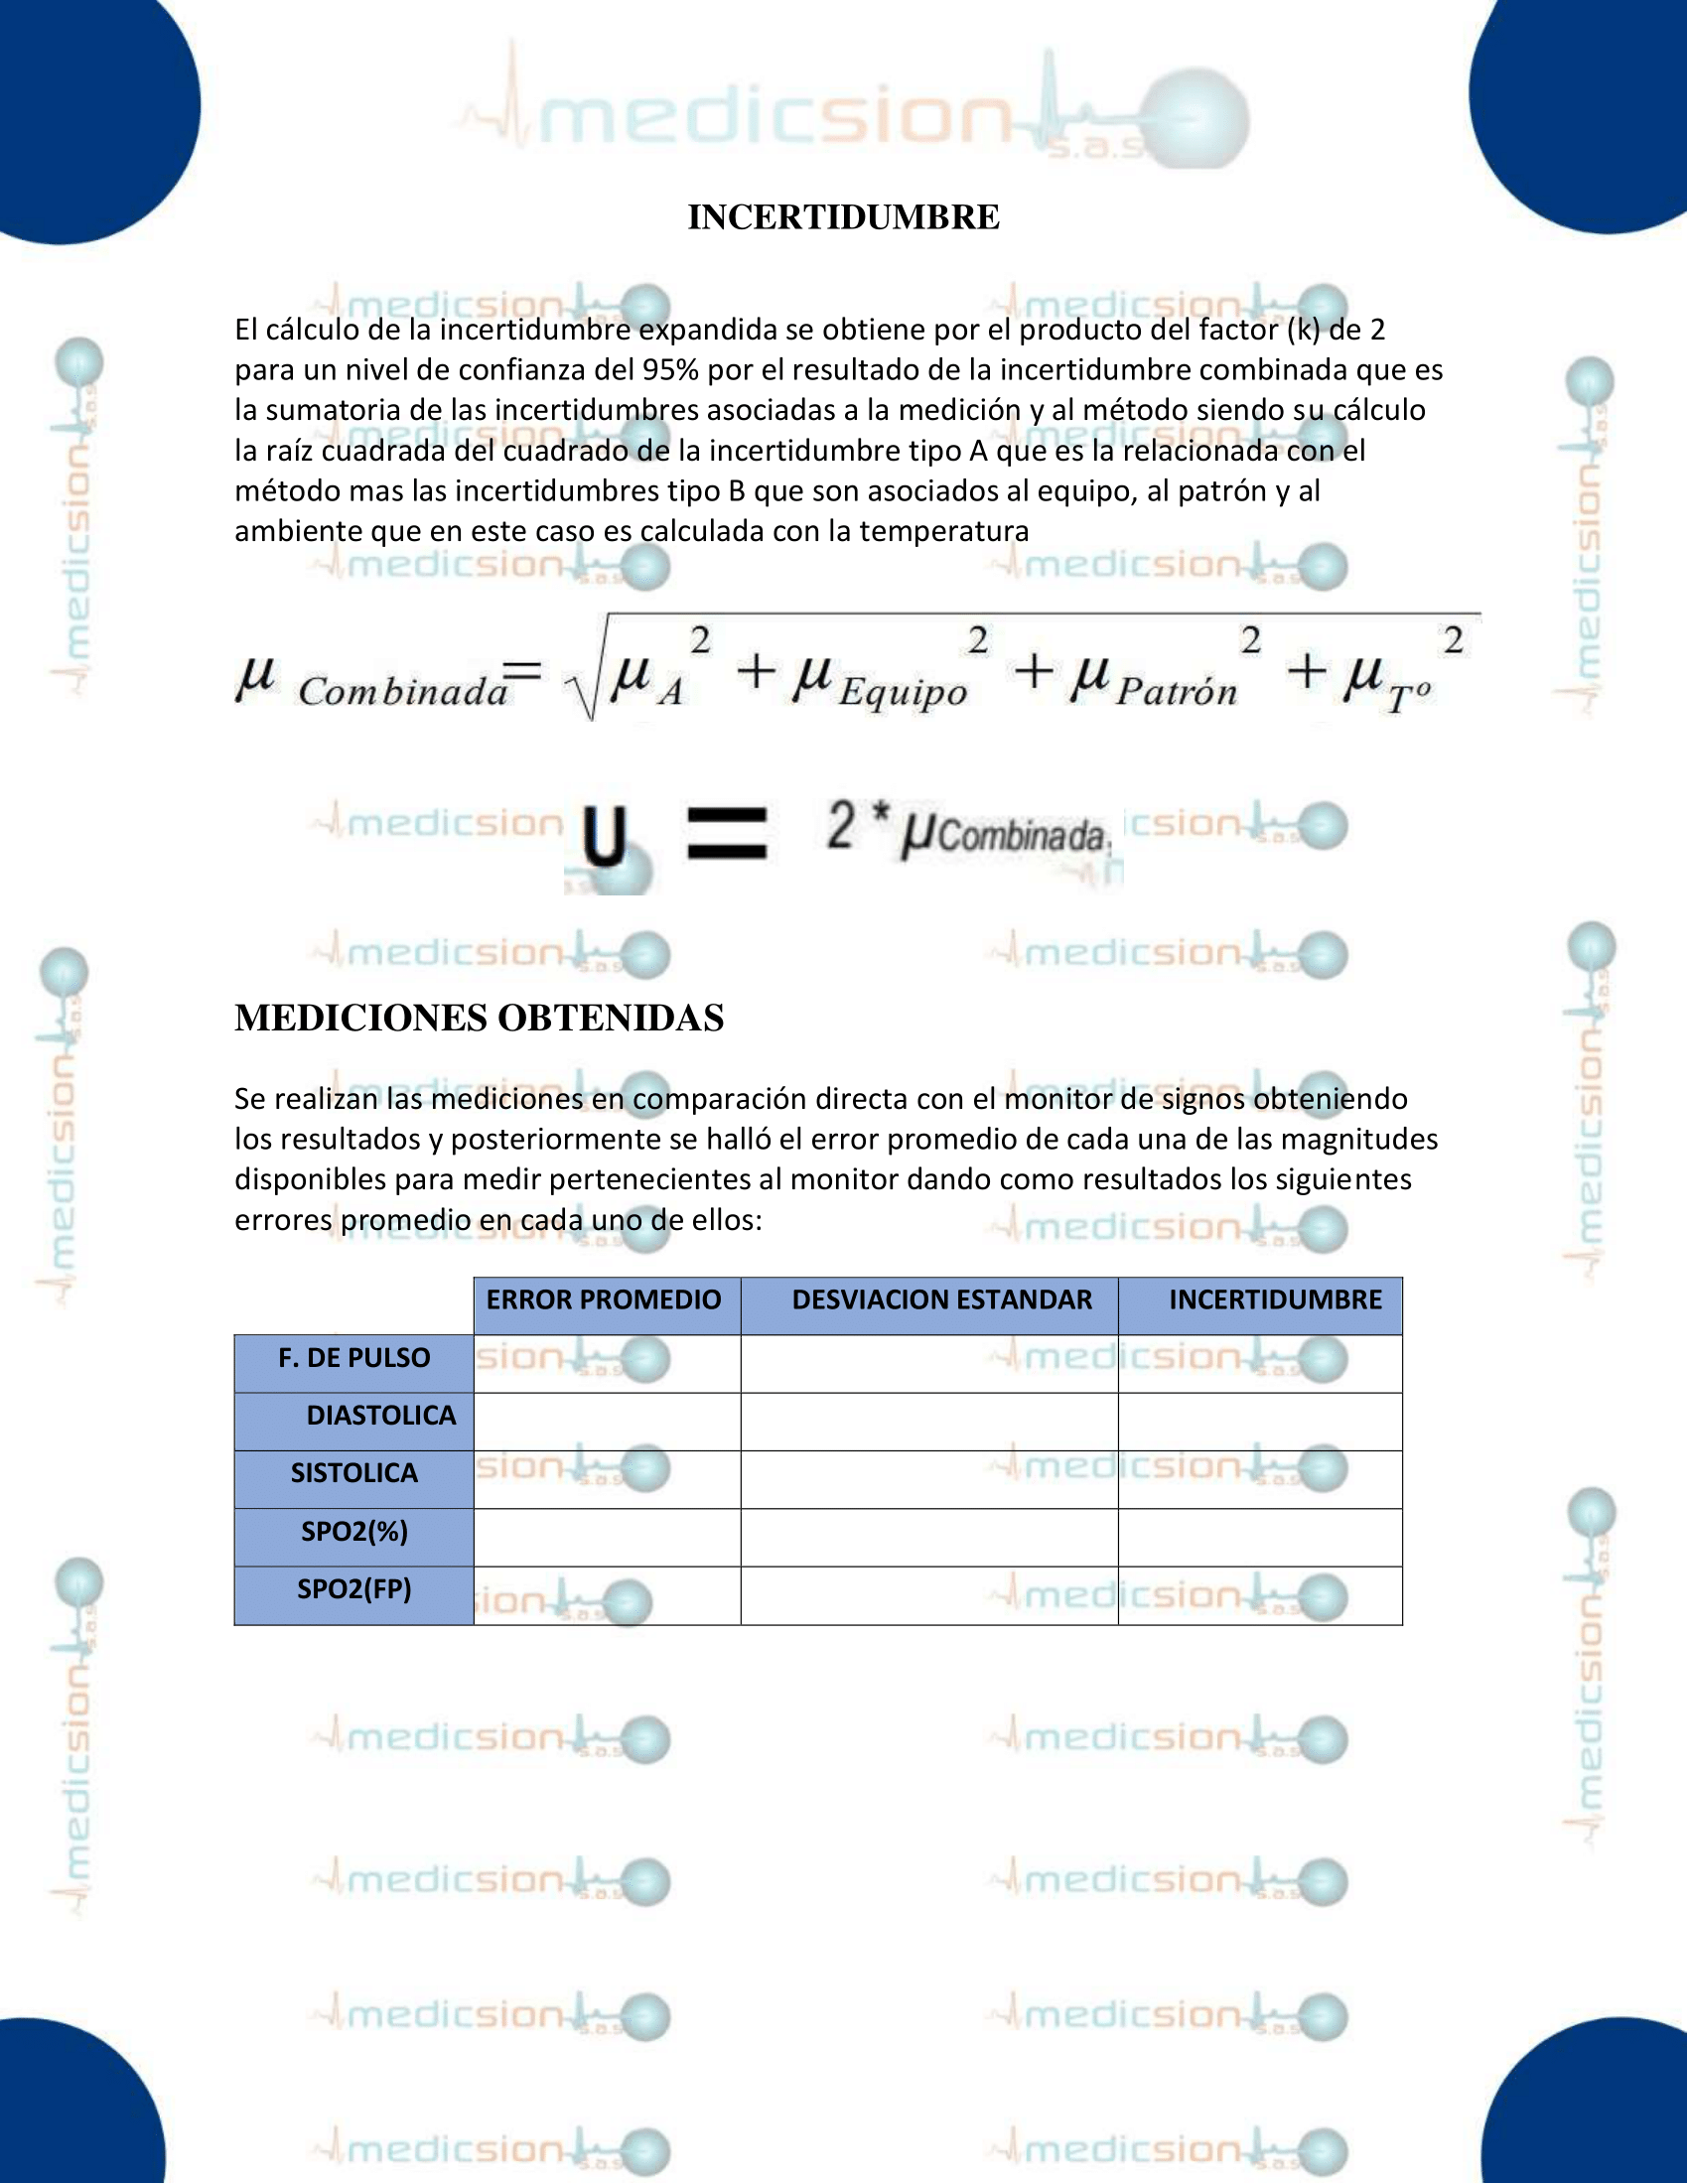 medicsion s.a.s
INCERTIDUMBRE
El cálculo de la incertidumbre expandida se obtiene por el producto del factor (k) de 2
para un nivel de confianza del 95% por el resultado de la incertidumbre combinada que es
la sumatoria de las incertidumbres asociadas a la medición y al método siendo su cálculo
la raíz cuadrada del cuadrado de la incertidumbre tipo A que es la relacionada con el
método mas las incertidumbres tipo B que son asociados al equipo, al patrón y al
ambiente que en este caso es calculada con la temperatura
μ Combinada = √ μ A ² + μ Equipo ² + μ Patrón ² + μ Tº ²
U = 2 * μ Combinada.
MEDICIONES OBTENIDAS
Se realizan las mediciones en comparación directa con el monitor de signos obteniendo
los resultados y posteriormente se halló el error promedio de cada una de las magnitudes
disponibles para medir pertenecientes al monitor dando como resultados los siguientes
errores promedio en cada uno de ellos:
ERROR PROMEDIO DESVIACION ESTANDAR INCERTIDUMBRE
F. DE PULSO
DIASTOLICA
SISTOLICA
SPO2(%)
SPO2(FP)